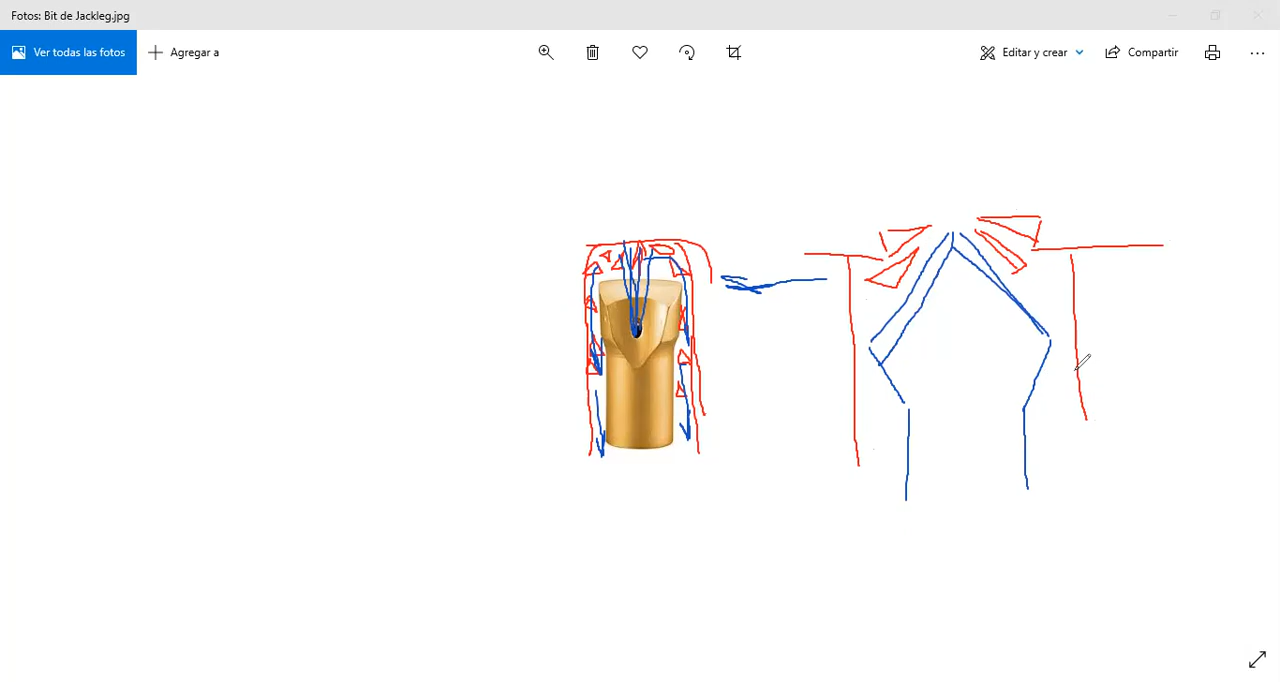 Fotos: Bit de Jackleg.jpg
Ver todas las fotos
Agregar a
Editar y crear
Compartir